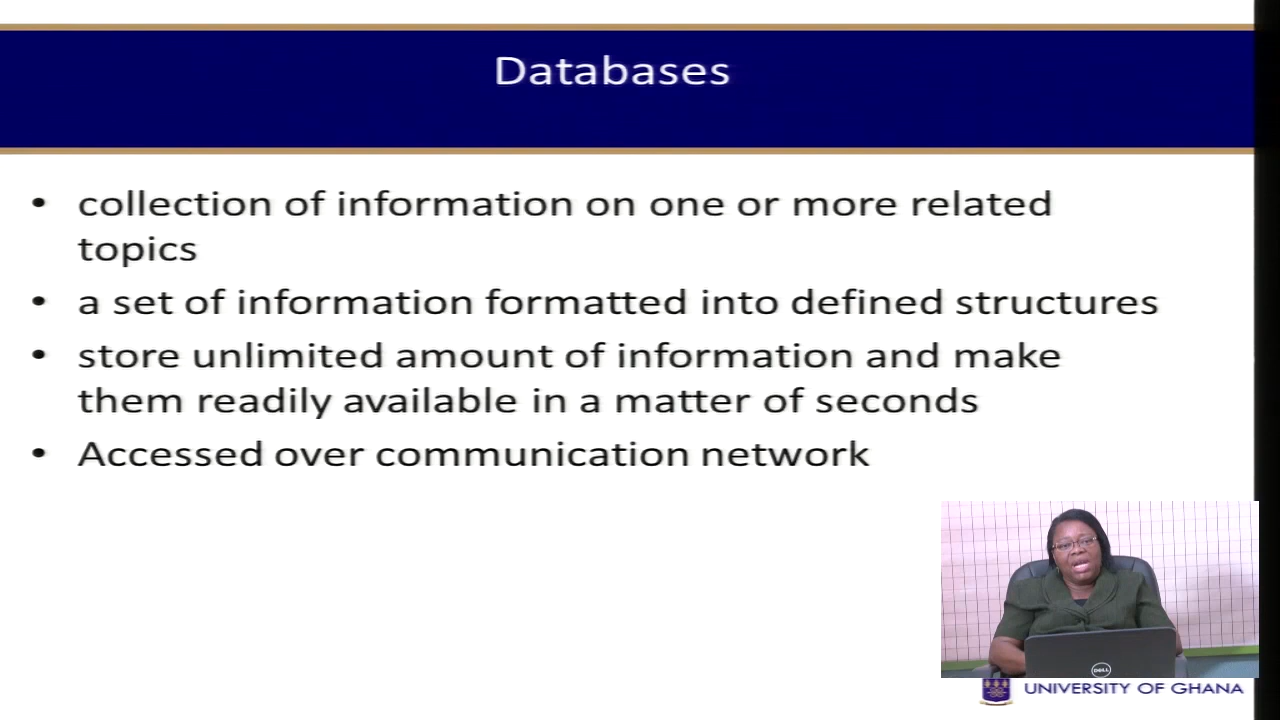 Databases
• collection of information on one or more related
topics
• a set of information formatted into defined structures
• store unlimited amount of information and make
them readily available in a matter of seconds
• Accessed over communication network
DELL
UNIVERSITY OF GHANA